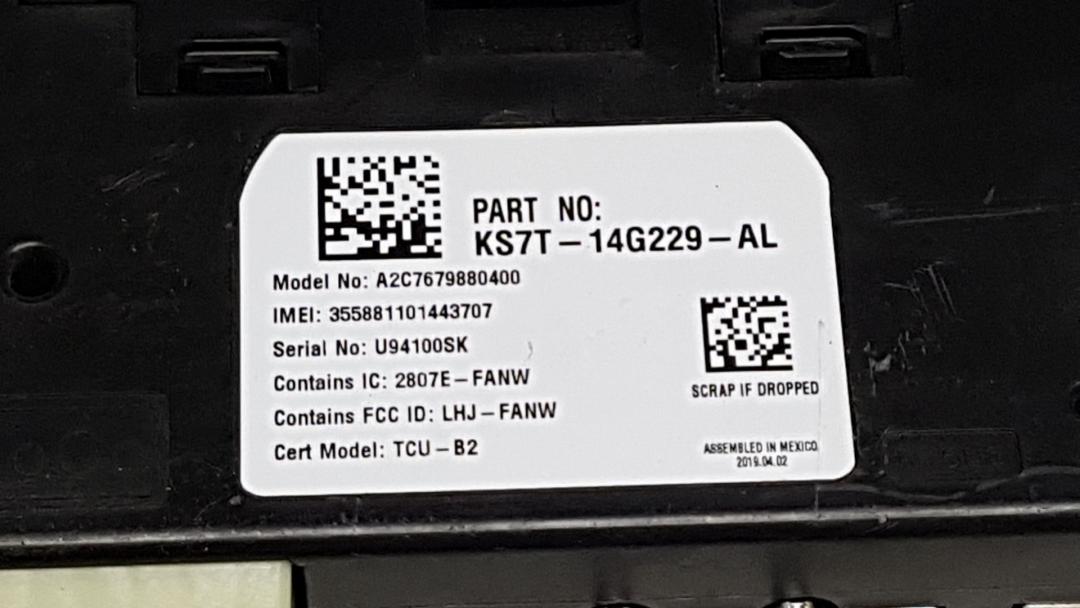 PART NO:
KS7T-14G229-AL
Model No: A2C7679880400
IMEI: 355881101443707
Serial No: U94100SK
Contains IC: 2807E-FANW
Contains FCC ID: LHJ-FANW
Cert Model: TCU-B2
SCRAP IF DROPPED
ASSEMBLED IN MEXICO
2019.04.02